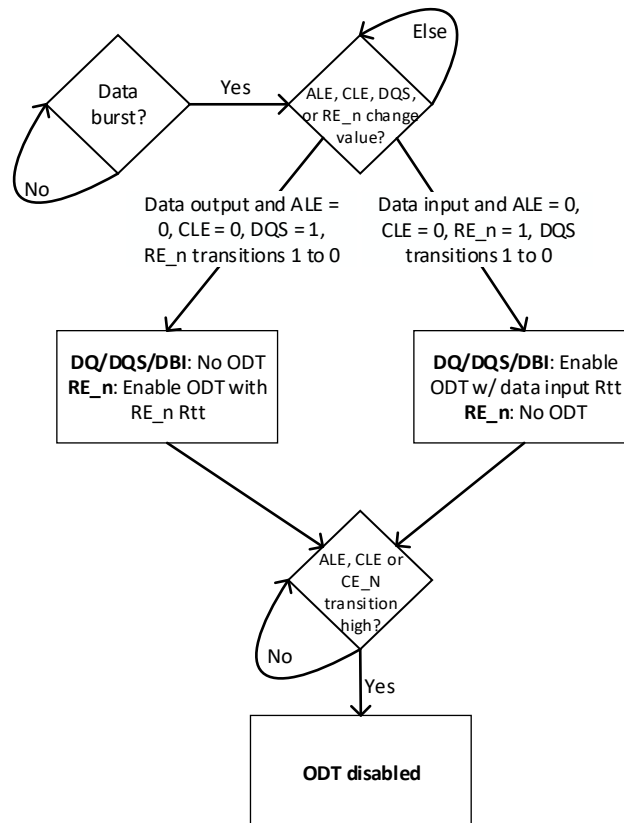 Else
Data
burst?
Yes
ALE, CLE, DQS,
or RE_n change
value?
No
Data output and ALE =
0, CLE = 0, DQS = 1,
RE_n transitions 1 to 0
Data input and ALE = 0,
CLE = 0, RE_n = 1, DQS
transitions 1 to 0
DQ/DQS/DBI: No ODT
RE_n: Enable ODT with
RE_n Rtt
DQ/DQS/DBI: Enable
ODT w/ data input Rtt
RE_n: No ODT
ALE, CLE or
CE_N
transition
high?
No
Yes
ODT disabled